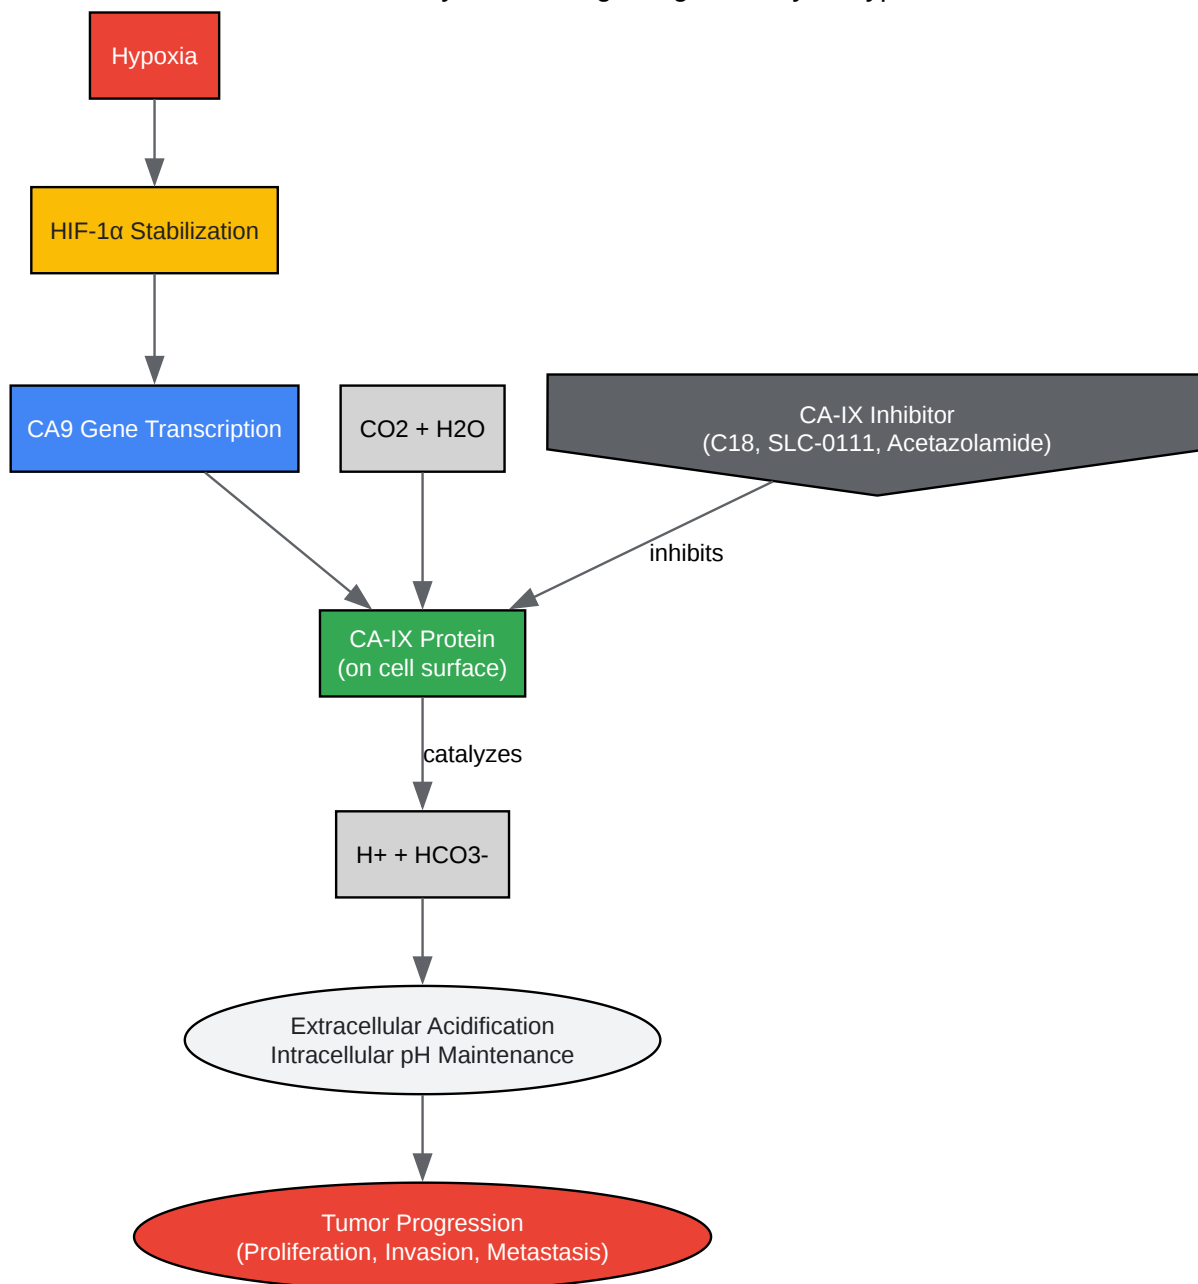 Hypoxia
HIF-1α Stabilization
CA9 Gene Transcription
CO2 + H2O
CA-IX Inhibitor
(C18, SLC-0111, Acetazolamide)
inhibits
CA-IX Protein
(on cell surface)
catalyzes
H+ + HCO3-
Extracellular Acidification
Intracellular pH Maintenance
Tumor Progression
(Proliferation, Invasion, Metastasis)